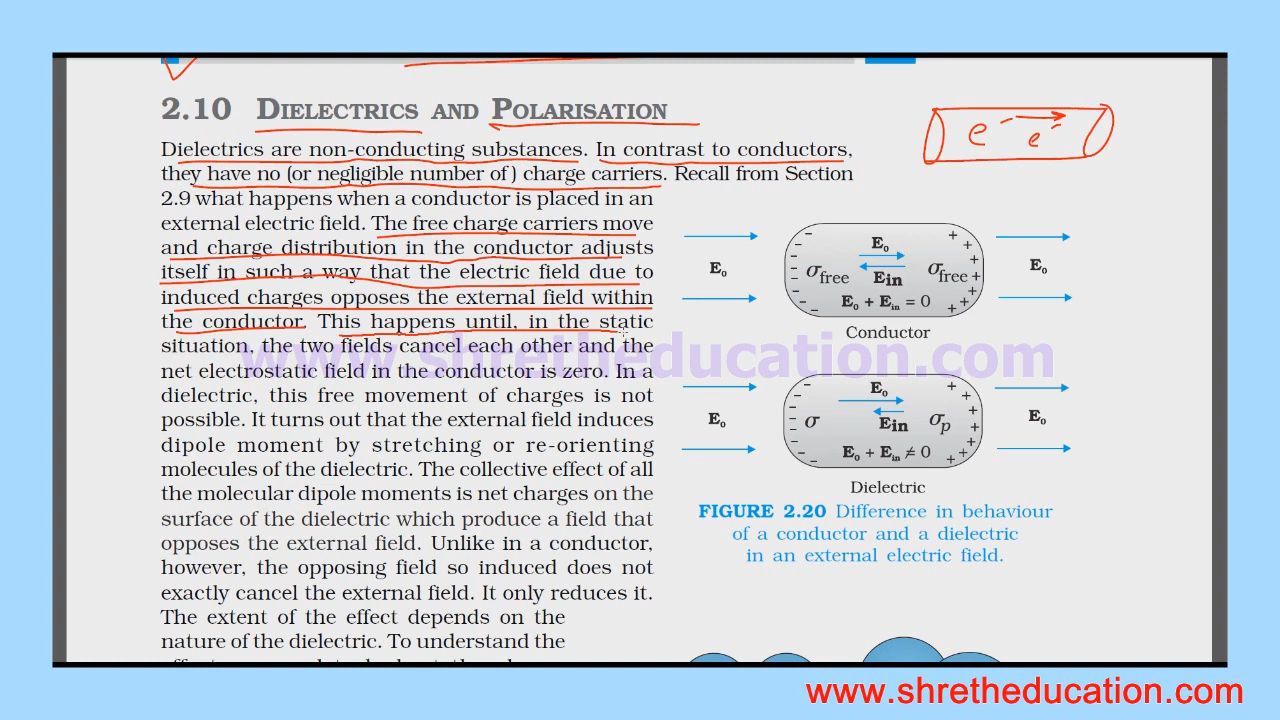 2.10 DIELECTRICS AND POLARISATION
Dielectrics are non-conducting substances. In contrast to conductors,
they have no (or negligible number of) charge carriers. Recall from Section
2.9 what happens when a conductor is placed in an
external electric field. The free charge carriers move
and charge distribution in the conductor adjusts
itself in such a way that the electric field due to
induced charges opposes the external field within
the conductor. This happens until, in the static
situation, the two fields cancel each other and the
net electrostatic field in the conductor is zero. In a
dielectric, this free movement of charges is not
possible. It turns out that the external field induces
dipole moment by stretching or re-orienting
molecules of the dielectric. The collective effect of all
the molecular dipole moments is net charges on the
surface of the dielectric which produce a field that
opposes the external field. Unlike in a conductor,
however, the opposing field so induced does not
exactly cancel the external field. It only reduces it.
The extent of the effect depends on the
nature of the dielectric. To understand the
e⁻ e⁻
E₀
E₀
E₀
σfree Ein σfree
E₀ + Ein = 0
Conductor
E₀
E₀
E₀
σ Ein σp
E₀ + Ein ≠ 0
Dielectric
FIGURE 2.20 Difference in behaviour
of a conductor and a dielectric
in an external electric field.
www.shretheducation.com
www.shretheducation.com